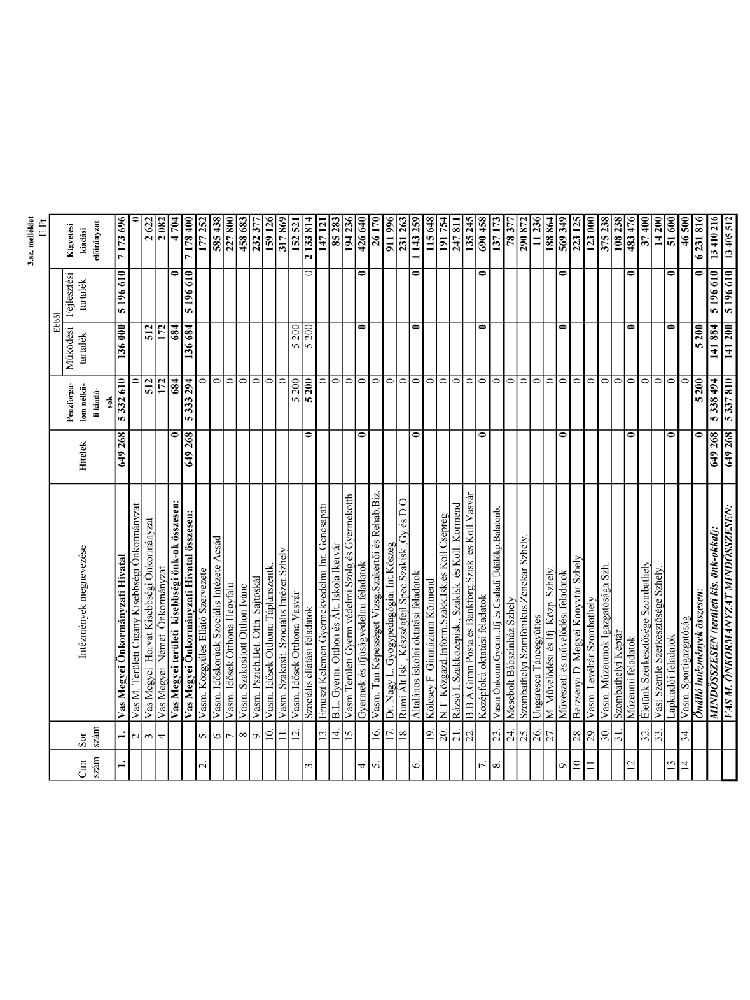 3.sz. melléklet
E.Ft.
Cím szám Sor szám Intézmények megnevezése Hitelek Pénzforga-lom nélkü-li kiadá-sok Ebből: Működési tartalék Fejlesztési tartalék Ktgvetési kiadási előirányzat
1. 1. Vas Megyei Önkormányzati Hivatal 649 268 5 332 610 136 000 5 196 610 7 173 696
2. Vas M. Területi Cigány Kisebbségi Önkormányzat 0 0
3. Vas Megyei Horvát Kisebbségi Önkormányzat 512 512 2 622
4. Vas Megyei Német Önkormányzat 172 172 2 082
Vas Megyei területi kisebbségi önk-ok összesen: 0 684 684 0 4 704
Vas Megyei Önkormányzati Hivatal összesen: 649 268 5 333 294 136 684 5 196 610 7 178 400
2. 5. Vasm. Közgyűlés Ellátó Szervezete 0 177 252
6. Vasm. Időskorúak Szociális Intézete Acsád 0 585 438
7. Vasm. Idősek Otthona Hegyfalu 0 227 800
8 Vasm. Szakosított Otthon Ivánc 0 458 683
9. Vasm. Pszich.Bet. Otth. Sajtoskál 0 232 377
10. Vasm. Idősek Otthona Táplánszentk. 0 159 126
11. Vasm. Szakosít. Szociális Intézet Szhely. 0 317 869
12. Vasm. Idősek Otthona Vasvár 5 200 5 200 152 521
3. Szociális ellátási feladatok 0 5 200 5 200 0 2 133 814
13. Ernuszt Kelemen Gyermekvédelmi Int. Gencsapáti 0 147 121
14. B.L. Gyerm. Otthon és Ált. Iskola Ikervár 0 85 283
15. Vasm.Területi Gyerm.védelmi Szolg.és Gyermekotth. 0 194 236
4. Gyermek és ifjúságvédelmi feladatok 0 0 0 0 426 640
5. 16. Vasm. Tan.Képességet Vizsg.Szakértői és Rehab.Biz. 0 26 170
17. Dr. Nagy L. Gyógypedagógiai Int.Kőszeg 0 911 996
18. Rumi Ált.Isk., Készségfejl.Spec.Szakisk.,Gy.és D.O. 0 231 263
6. Általános iskolai oktatási feladatok 0 0 0 0 1 143 259
19. Kölcsey F. Gimnázium Körmend 0 115 648
20. N.T. Közgazd.Inform.Szakk.Isk.és Koll.Csepreg 0 191 754
21. Rázsó I. Szakközépisk., Szakisk. és Koll. Körmend 0 247 811
22. B.B.Á.Gimn.Posta és Bankforg.Szisk. és Koll.Vasvár 0 135 245
7. Középfokú oktatási feladatok 0 0 0 0 690 458
8. 23. Vasm.Önkorm.Gyerm.,Ifj.és Családi Üdülőkp.Balatonb. 0 137 173
24. Mesebolt Bábszínház Szhely. 0 78 377
25. Szombathelyi Szimfónikus Zenekar Szhely. 0 290 872
26. Ungaresca Táncegyüttes 0 11 236
27. M. Művelődési és Ifj. Közp. Szhely. 0 188 864
9. Művészeti és művelődési feladatok 0 0 0 0 569 349
10. 28 Berzsenyi D. Megyei Könyvtár Szhely. 0 223 125
11. 29. Vasm. Levéltár Szombathely 0 123 000
30. Vasm. Múzeumok Igazgatósága Szh. 0 375 238
31. Szombathelyi Képtár 0 108 238
12. Múzeumi feladatok 0 0 0 0 483 476
32. Életünk Szerkesztősége Szombathely 0 37 400
33. Vasi Szemle Szerkesztősége Szhely. 0 14 200
13. Lapkiadói feladatok 0 0 0 0 51 600
14. 34. Vasm. Sportigazgatóság 0 46 500
Önálló intézmények összesen: 0 5 200 5 200 0 6 231 816
MINDÖSSZESEN (területi kis. önk-okkal): 649 268 5 338 494 141 884 5 196 610 13 410 216
VAS M. ÖNKORMÁNYZAT MINDÖSSZESEN: 649 268 5 337 810 141 200 5 196 610 13 405 512